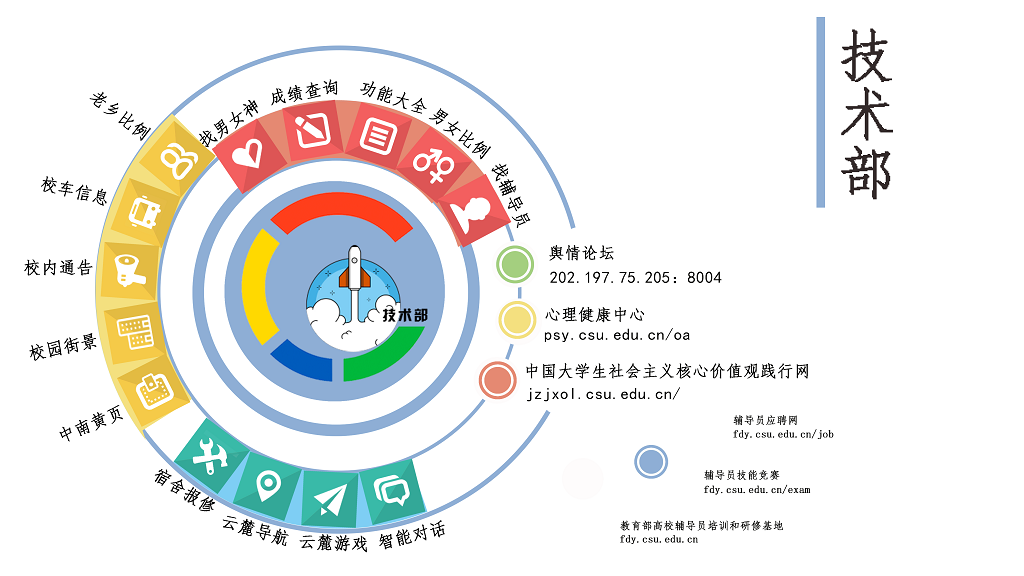 技术部
老乡比例
找男女神
成绩查询
功能大全
男女比例
找辅导员
校车信息
校内通告
校园街景
中南黄页
宿舍报修
云麓导航
云麓游戏
智能对话
技术部
舆情论坛
202.197.75.205：8004
心理健康中心
psy.csu.edu.cn/oa
中国大学生社会主义核心价值观践行网
jzjxol.csu.edu.cn/
辅导员应聘网
fdy.csu.edu.cn/job
辅导员技能竞赛
fdy.csu.edu.cn/exam
教育部高校辅导员培训和研修基地
fdy.csu.edu.cn